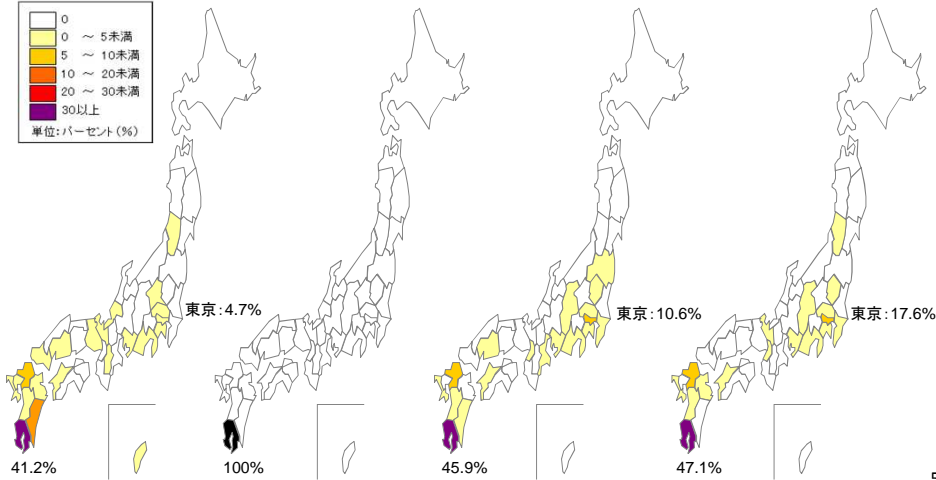 0
0 ～ 5未満
5 ～ 10未満
10 ～ 20未満
20 ～ 30未満
30以上
単位:パーセント(%)
東京:4.7%
東京:10.6%
東京:17.6%
41.2%
100%
45.9%
47.1%